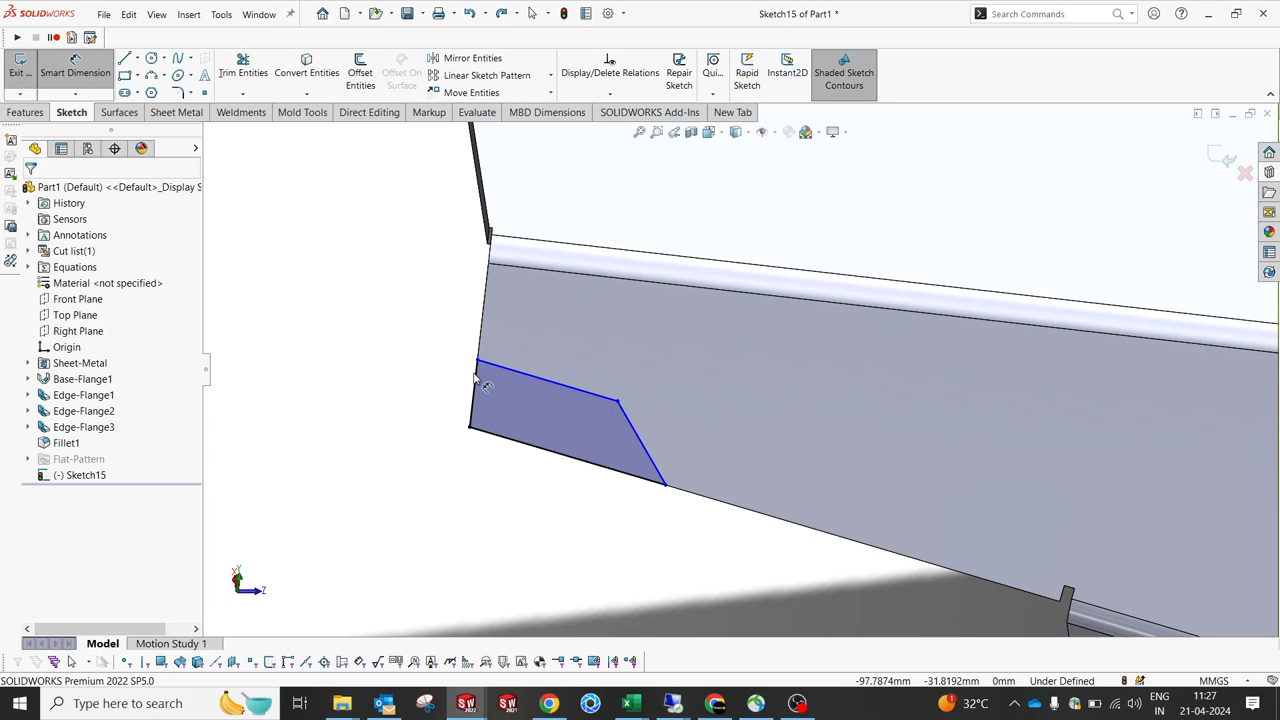 SOLIDWORKS
File Edit View Insert Tools Window
Sketch15 of Part1 *
Search Commands
Exit ...
Smart Dimension
Trim Entities
Convert Entities
Offset Entities
Offset On Surface
Mirror Entities
Linear Sketch Pattern
Move Entities
Display/Delete Relations
Repair Sketch
Qui...
Rapid Sketch
Instant2D
Shaded Sketch Contours
Features Sketch Surfaces Sheet Metal Weldments Mold Tools Direct Editing Markup Evaluate MBD Dimensions SOLIDWORKS Add-Ins New Tab
Part1 (Default) <<Default>_Display S
History
Sensors
Annotations
Cut list(1)
Equations
Material <not specified>
Front Plane
Top Plane
Right Plane
Origin
Sheet-Metal
Base-Flange1
Edge-Flange1
Edge-Flange2
Edge-Flange3
Fillet1
Flat-Pattern
(-) Sketch15
Y
X
Z
Model Motion Study 1
SOLIDWORKS Premium 2022 SP5.0
-97.7874mm -31.8192mm 0mm Under Defined MMGS
Type here to search
SW 2022
SW 2021
32°C
ENG
IN
11:27
21-04-2024